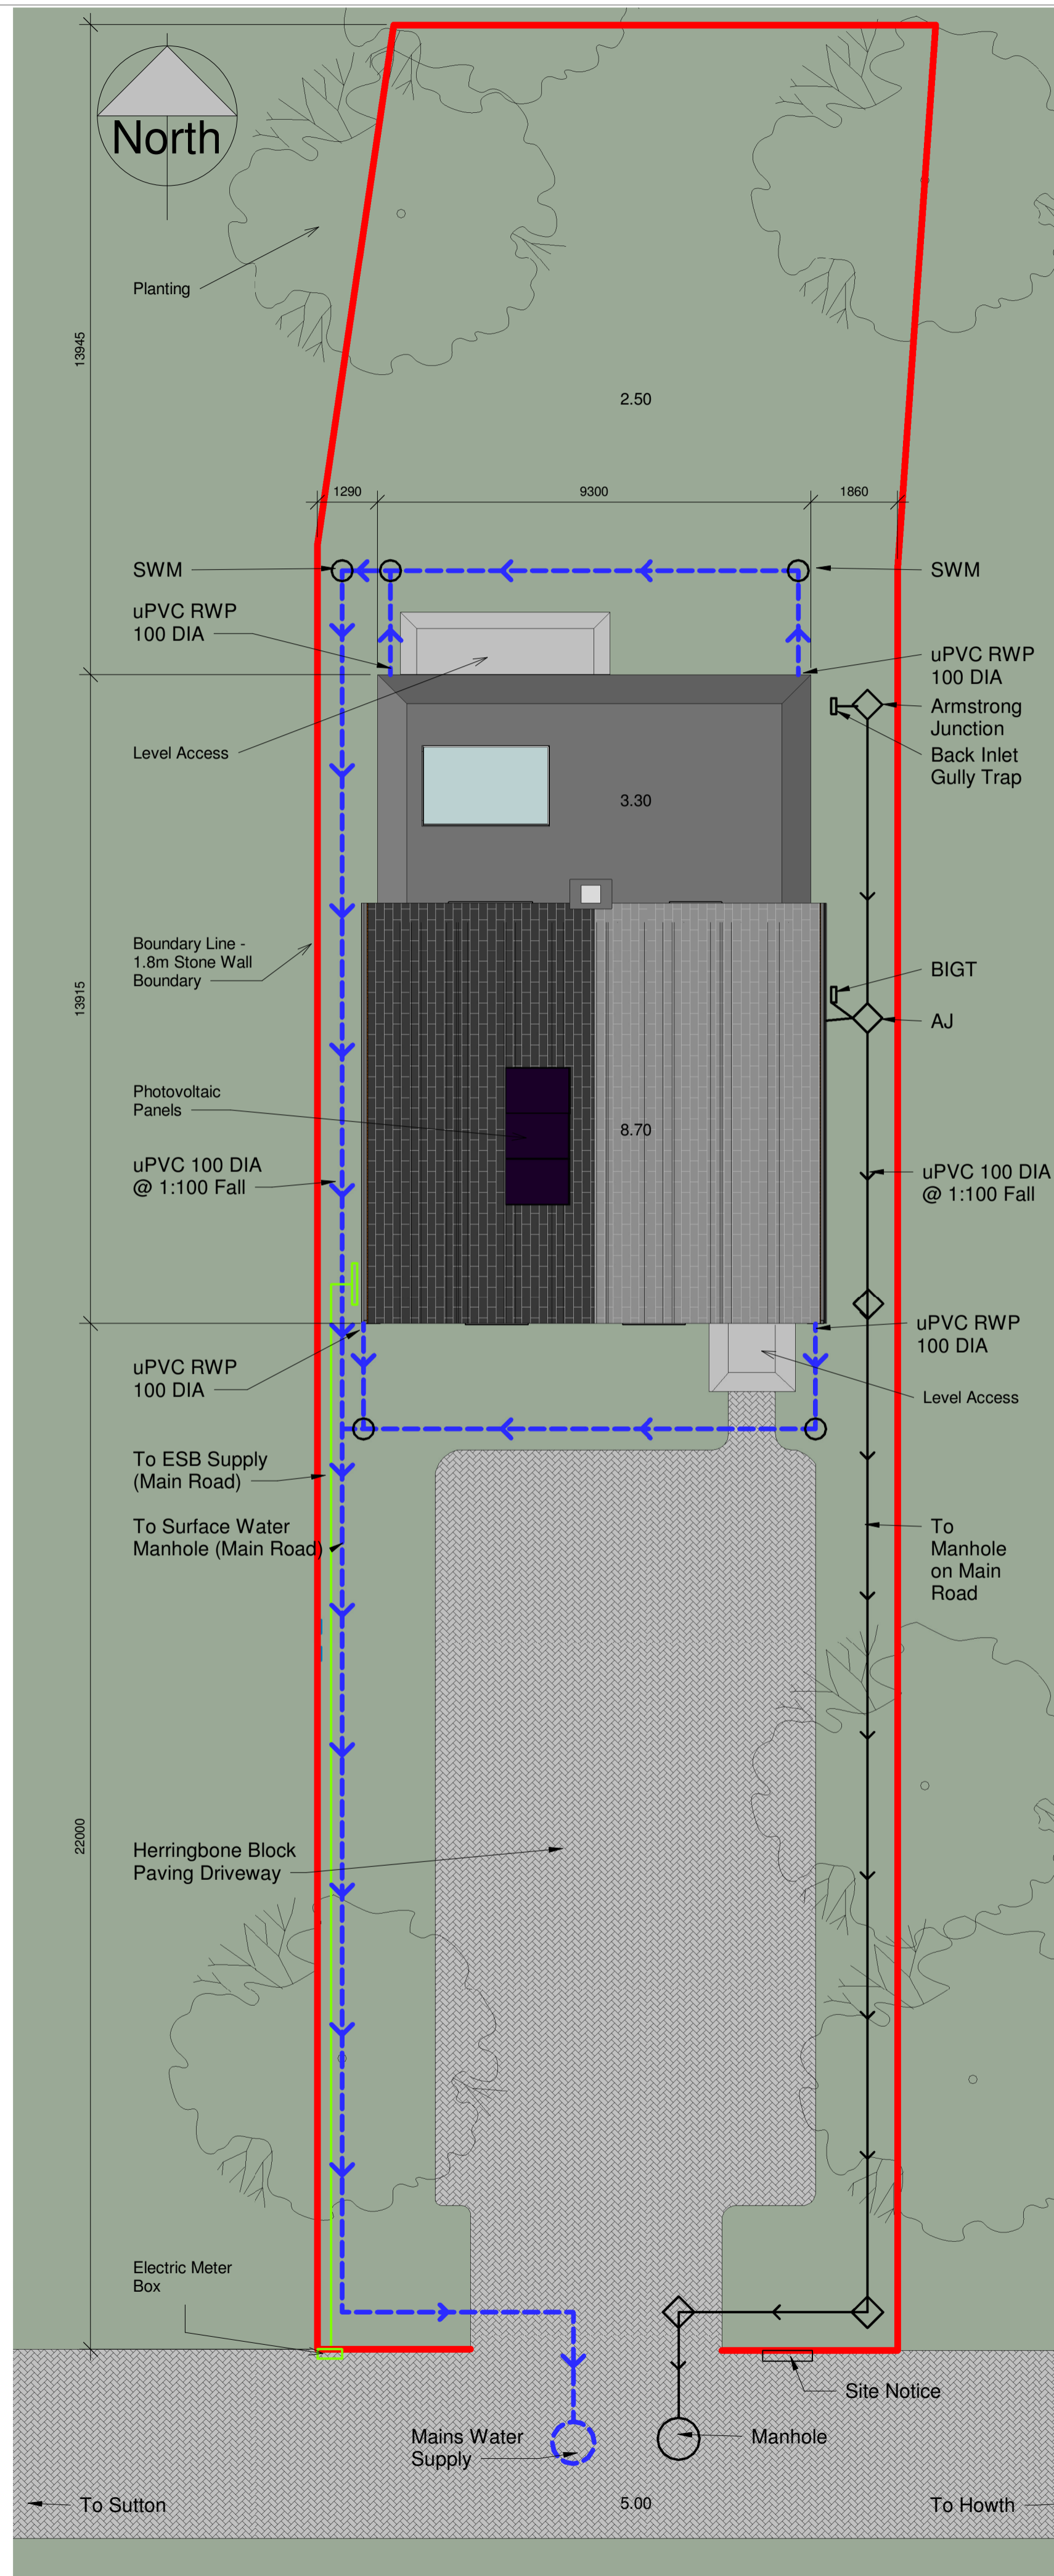 North
Planting
13945
2.50
1290
9300
1860
SWM
SWM
uPVC RWP
100 DIA
uPVC RWP
100 DIA
Armstrong
Junction
Level Access
Back Inlet
Gully Trap
3.30
Boundary Line -
1.8m Stone Wall
Boundary
BIGT
13915
AJ
Photovoltaic
Panels
8.70
uPVC 100 DIA
@ 1:100 Fall
uPVC 100 DIA
@ 1:100 Fall
uPVC RWP
100 DIA
uPVC RWP
100 DIA
Level Access
To ESB Supply
(Main Road)
To Surface Water
Manhole (Main Road)
To
Manhole
on Main
Road
22000
Herringbone Block
Paving Driveway
Electric Meter
Box
Site Notice
Mains Water
Supply
Manhole
To Sutton
5.00
To Howth